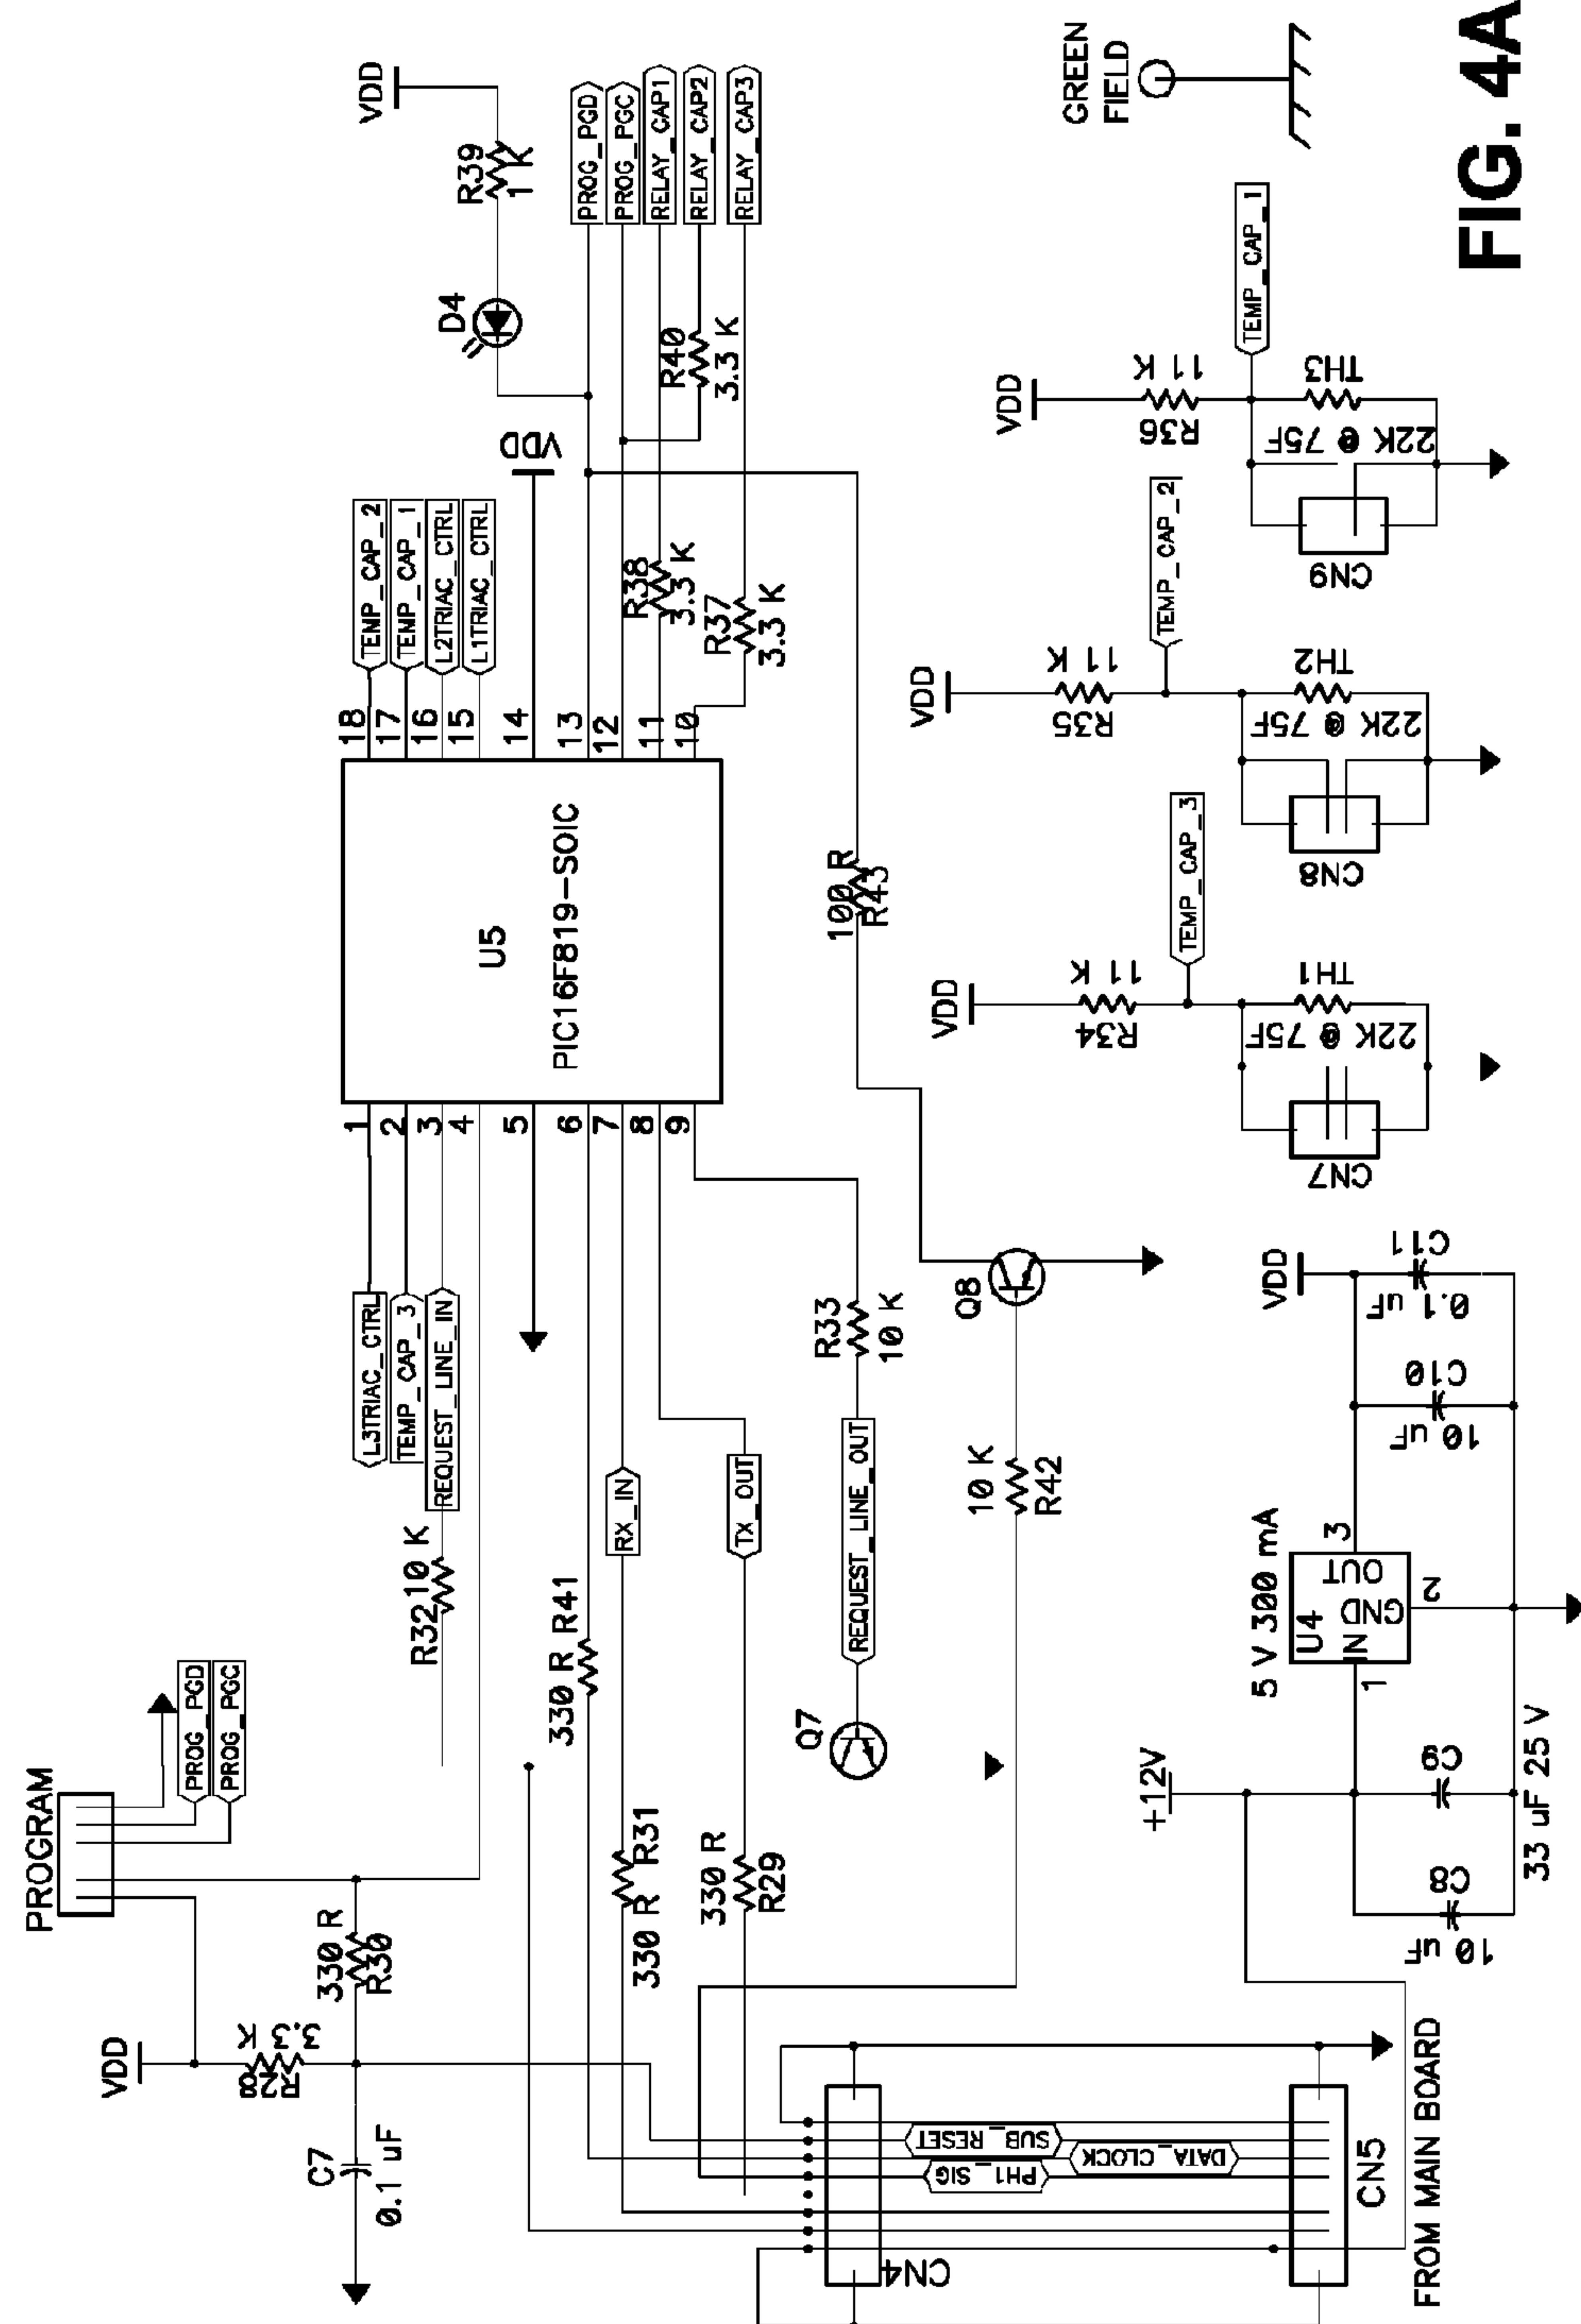 PROGRAM
PROG_PGD
PROG_PGC
VDD
R28
3.3 K
330 R
R30
C7
0.1 uF
R32
10 K
L3TRIAC_CTRL
TEMP_CAP_3
REQUEST_LINE_IN
1
2
3
4
5
6
7
8
9
U5
PIC16F819-SOIC
18
17
16
15
14
13
12
11
10
TEMP_CAP_2
TEMP_CAP_1
L2TRIAC_CTRL
L1TRIAC_CTRL
VDD
VDD
R39
1 K
D4
PROG_PGD
PROG_PGC
RELAY_CAP1
RELAY_CAP2
RELAY_CAP3
R40
3.3 K
R38
3.3 K
R37
3.3 K
330 R
R41
RX_IN
330 R
R31
TX_OUT
330 R
R29
REQUEST_LINE_OUT
Q7
R33
10 K
100 R
R43
Q8
10 K
R42
CN4
SUB_RESET
PH1_SIG
DATA_CLOCK
CN5
FROM MAIN BOARD
+12V
C8
10 uF
C9
33 uF 25 V
5 V 300 mA
U4
IN
GND
OUT
1
2
3
VDD
C10
10 uF
C11
0.1 uF
VDD
R34
11 K
TEMP_CAP_3
TH1
22K @ 75F
CN7
VDD
R35
11 K
TEMP_CAP_2
TH2
22K @ 75F
CN8
VDD
R36
11 K
TEMP_CAP_1
TH3
22K @ 75F
CN9
GREEN
FIELD
FIG. 4A